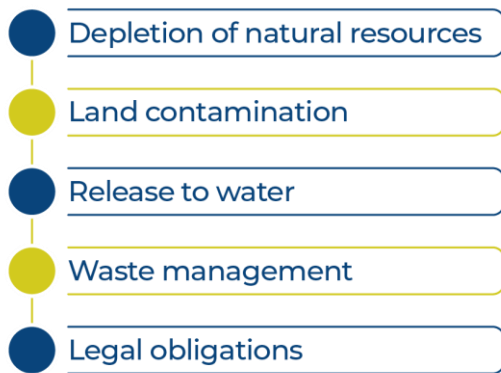 Depletion of natural resources
Land contamination
Release to water
Waste management
Legal obligations